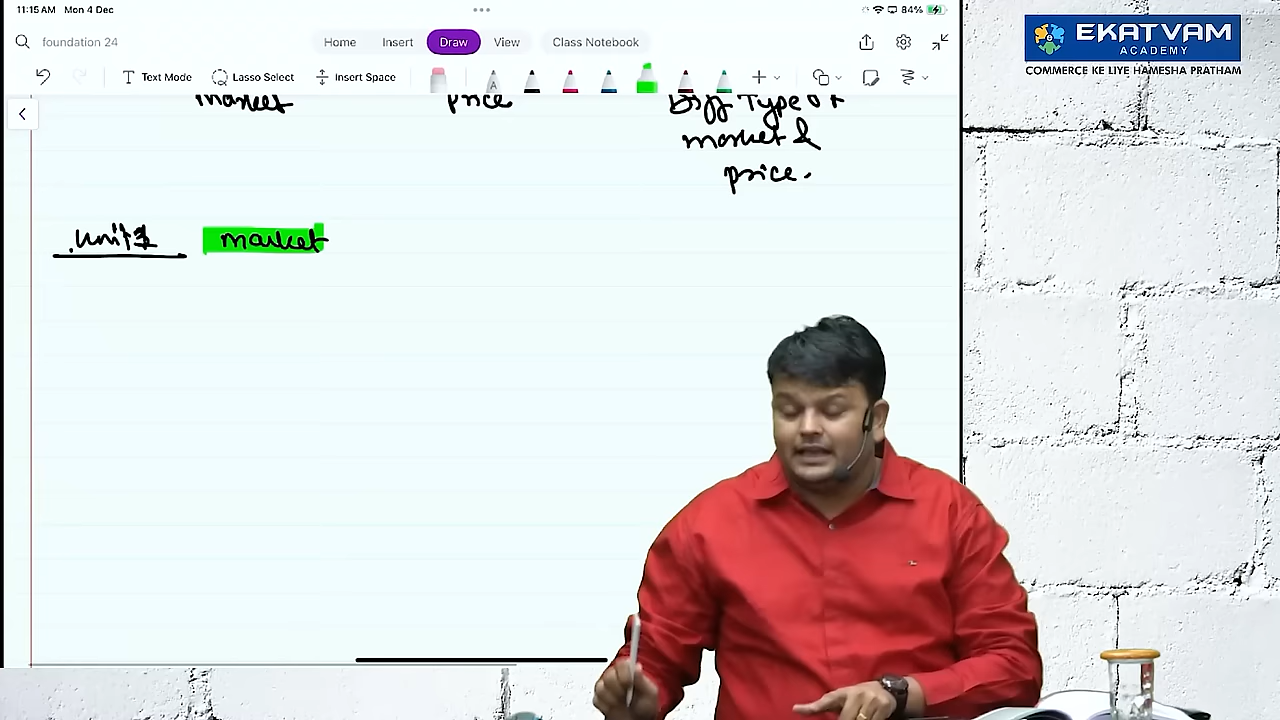 11:15 AM Mon 4 Dec
84%
foundation 24
Home Insert Draw View Class Notebook
Text Mode Lasso Select Insert Space
A
market price Diff Type of
market &
price.
Unit 1 market
EKATVAM
ACADEMY
COMMERCE KE LIYE HAMESHA PRATHAM